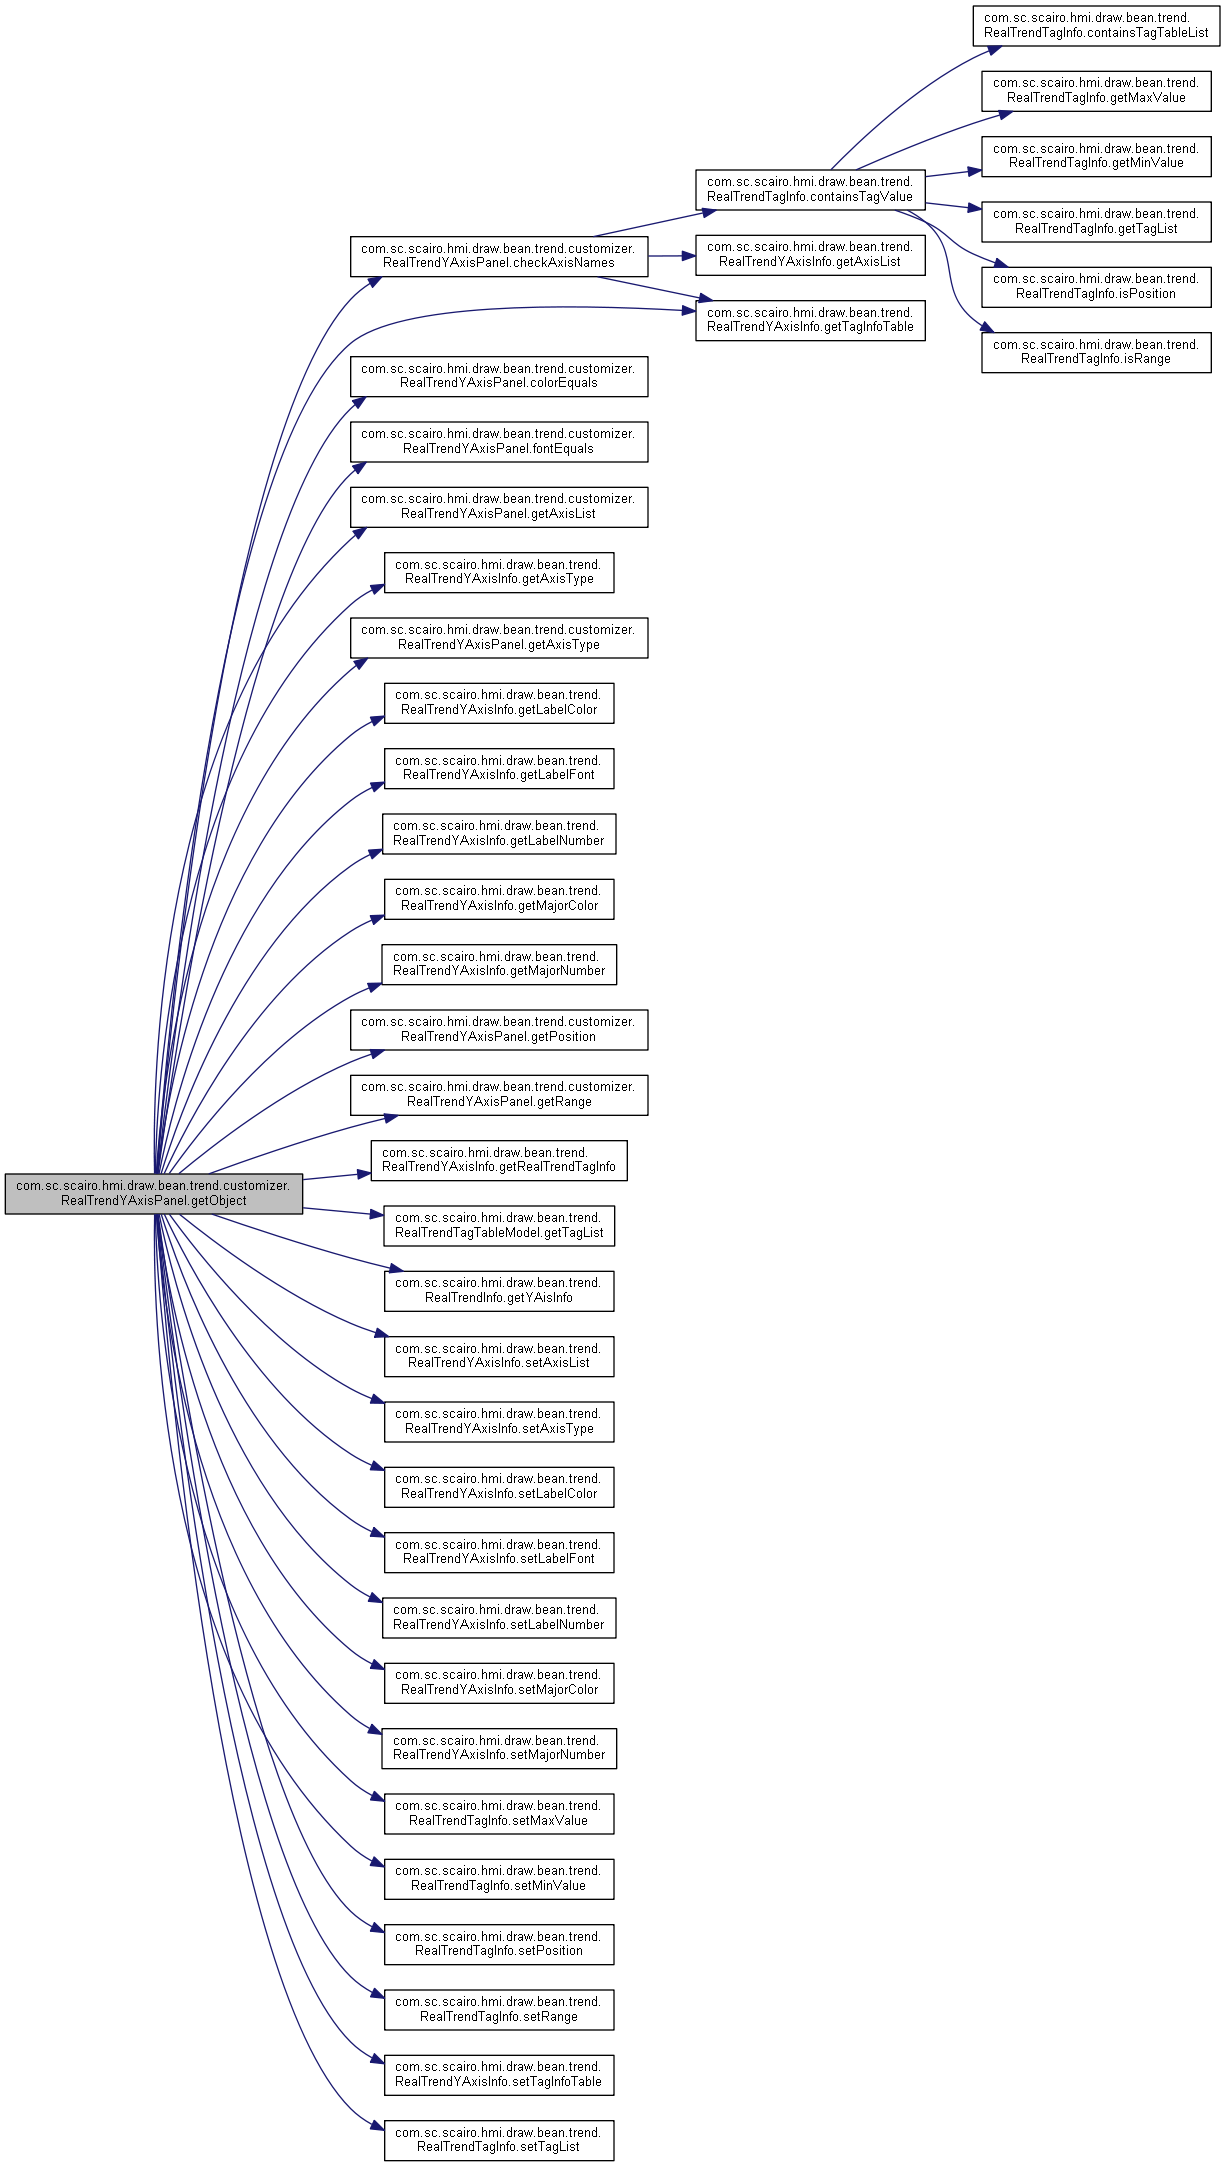 com.sc.scairo.hmi.draw.bean.trend.
RealTrendTagInfo.containsTagTableList
com.sc.scairo.hmi.draw.bean.trend.
RealTrendTagInfo.getMaxValue
com.sc.scairo.hmi.draw.bean.trend.
RealTrendTagInfo.getMinValue
com.sc.scairo.hmi.draw.bean.trend.
RealTrendTagInfo.containsTagValue
com.sc.scairo.hmi.draw.bean.trend.
RealTrendTagInfo.getTagList
com.sc.scairo.hmi.draw.bean.trend.customizer.
RealTrendYAxisPanel.checkAxisNames
com.sc.scairo.hmi.draw.bean.trend.
RealTrendYAxisInfo.getAxisList
com.sc.scairo.hmi.draw.bean.trend.
RealTrendTagInfo.isPosition
com.sc.scairo.hmi.draw.bean.trend.
RealTrendYAxisInfo.getTagInfoTable
com.sc.scairo.hmi.draw.bean.trend.
RealTrendTagInfo.isRange
com.sc.scairo.hmi.draw.bean.trend.customizer.
RealTrendYAxisPanel.colorEquals
com.sc.scairo.hmi.draw.bean.trend.customizer.
RealTrendYAxisPanel.fontEquals
com.sc.scairo.hmi.draw.bean.trend.customizer.
RealTrendYAxisPanel.getAxisList
com.sc.scairo.hmi.draw.bean.trend.
RealTrendYAxisInfo.getAxisType
com.sc.scairo.hmi.draw.bean.trend.customizer.
RealTrendYAxisPanel.getAxisType
com.sc.scairo.hmi.draw.bean.trend.
RealTrendYAxisInfo.getLabelColor
com.sc.scairo.hmi.draw.bean.trend.
RealTrendYAxisInfo.getLabelFont
com.sc.scairo.hmi.draw.bean.trend.
RealTrendYAxisInfo.getLabelNumber
com.sc.scairo.hmi.draw.bean.trend.
RealTrendYAxisInfo.getMajorColor
com.sc.scairo.hmi.draw.bean.trend.
RealTrendYAxisInfo.getMajorNumber
com.sc.scairo.hmi.draw.bean.trend.customizer.
RealTrendYAxisPanel.getPosition
com.sc.scairo.hmi.draw.bean.trend.customizer.
RealTrendYAxisPanel.getRange
com.sc.scairo.hmi.draw.bean.trend.
RealTrendYAxisInfo.getRealTrendTagInfo
com.sc.scairo.hmi.draw.bean.trend.customizer.
RealTrendYAxisPanel.getObject
com.sc.scairo.hmi.draw.bean.trend.
RealTrendTagTableModel.getTagList
com.sc.scairo.hmi.draw.bean.trend.
RealTrendInfo.getYAisInfo
com.sc.scairo.hmi.draw.bean.trend.
RealTrendYAxisInfo.setAxisList
com.sc.scairo.hmi.draw.bean.trend.
RealTrendYAxisInfo.setAxisType
com.sc.scairo.hmi.draw.bean.trend.
RealTrendYAxisInfo.setLabelColor
com.sc.scairo.hmi.draw.bean.trend.
RealTrendYAxisInfo.setLabelFont
com.sc.scairo.hmi.draw.bean.trend.
RealTrendYAxisInfo.setLabelNumber
com.sc.scairo.hmi.draw.bean.trend.
RealTrendYAxisInfo.setMajorColor
com.sc.scairo.hmi.draw.bean.trend.
RealTrendYAxisInfo.setMajorNumber
com.sc.scairo.hmi.draw.bean.trend.
RealTrendTagInfo.setMaxValue
com.sc.scairo.hmi.draw.bean.trend.
RealTrendTagInfo.setMinValue
com.sc.scairo.hmi.draw.bean.trend.
RealTrendTagInfo.setPosition
com.sc.scairo.hmi.draw.bean.trend.
RealTrendTagInfo.setRange
com.sc.scairo.hmi.draw.bean.trend.
RealTrendYAxisInfo.setTagInfoTable
com.sc.scairo.hmi.draw.bean.trend.
RealTrendTagInfo.setTagList